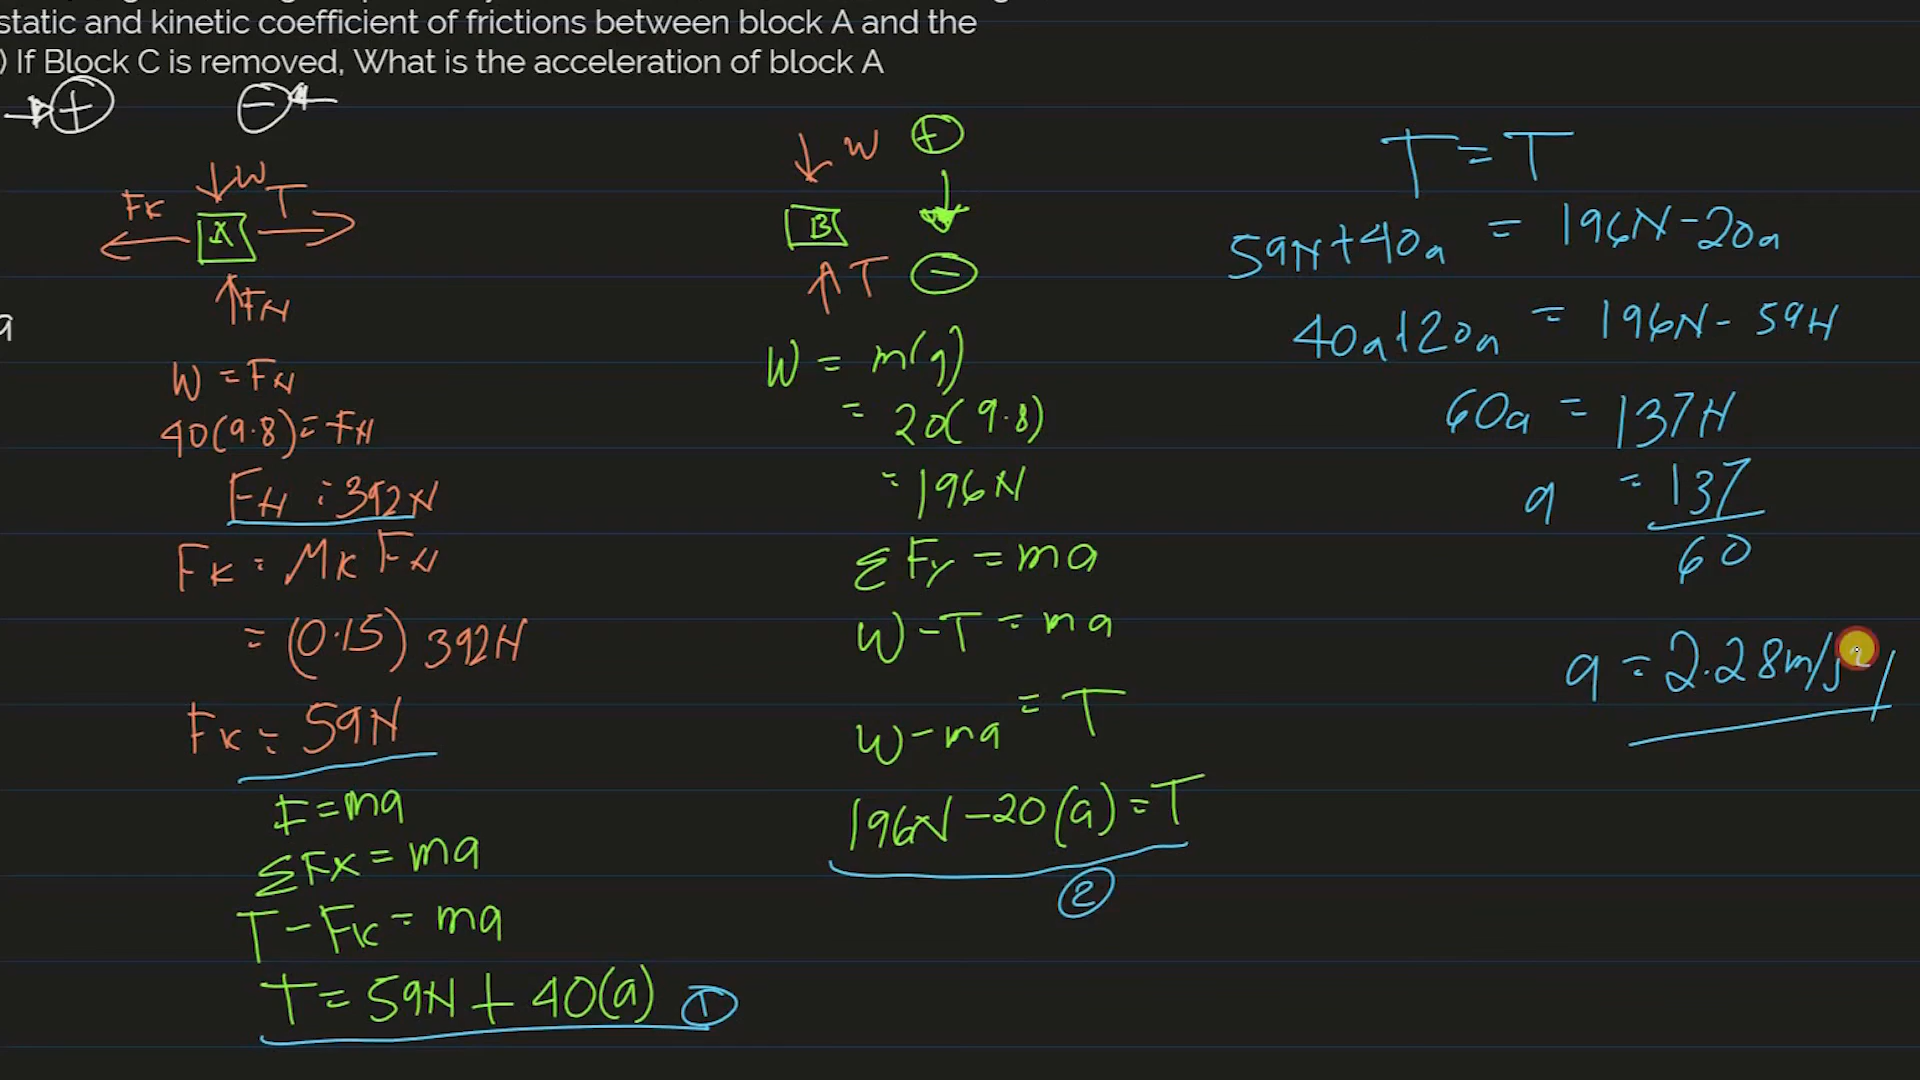 static and kinetic coefficient of frictions between block A and the
) If Block C is removed, What is the acceleration of block A
+ −
W
FK T
A
FN
W = FN
40(9.8) = FN
FN = 392N
FK = MK FN
= (0.15) 392N
FK = 59N
F = ma
ΣFx = ma
T - FK = ma
T = 59N + 40(a) ①
W +
B
T −
W = m(g)
= 20(9.8)
= 196N
ΣFy = ma
W - T = ma
W - ma = T
196N - 20(a) = T
②
T = T
59N + 40a = 196N - 20a
40a + 20a = 196N - 59N
60a = 137N
a = 137
60
a = 2.28m/s²